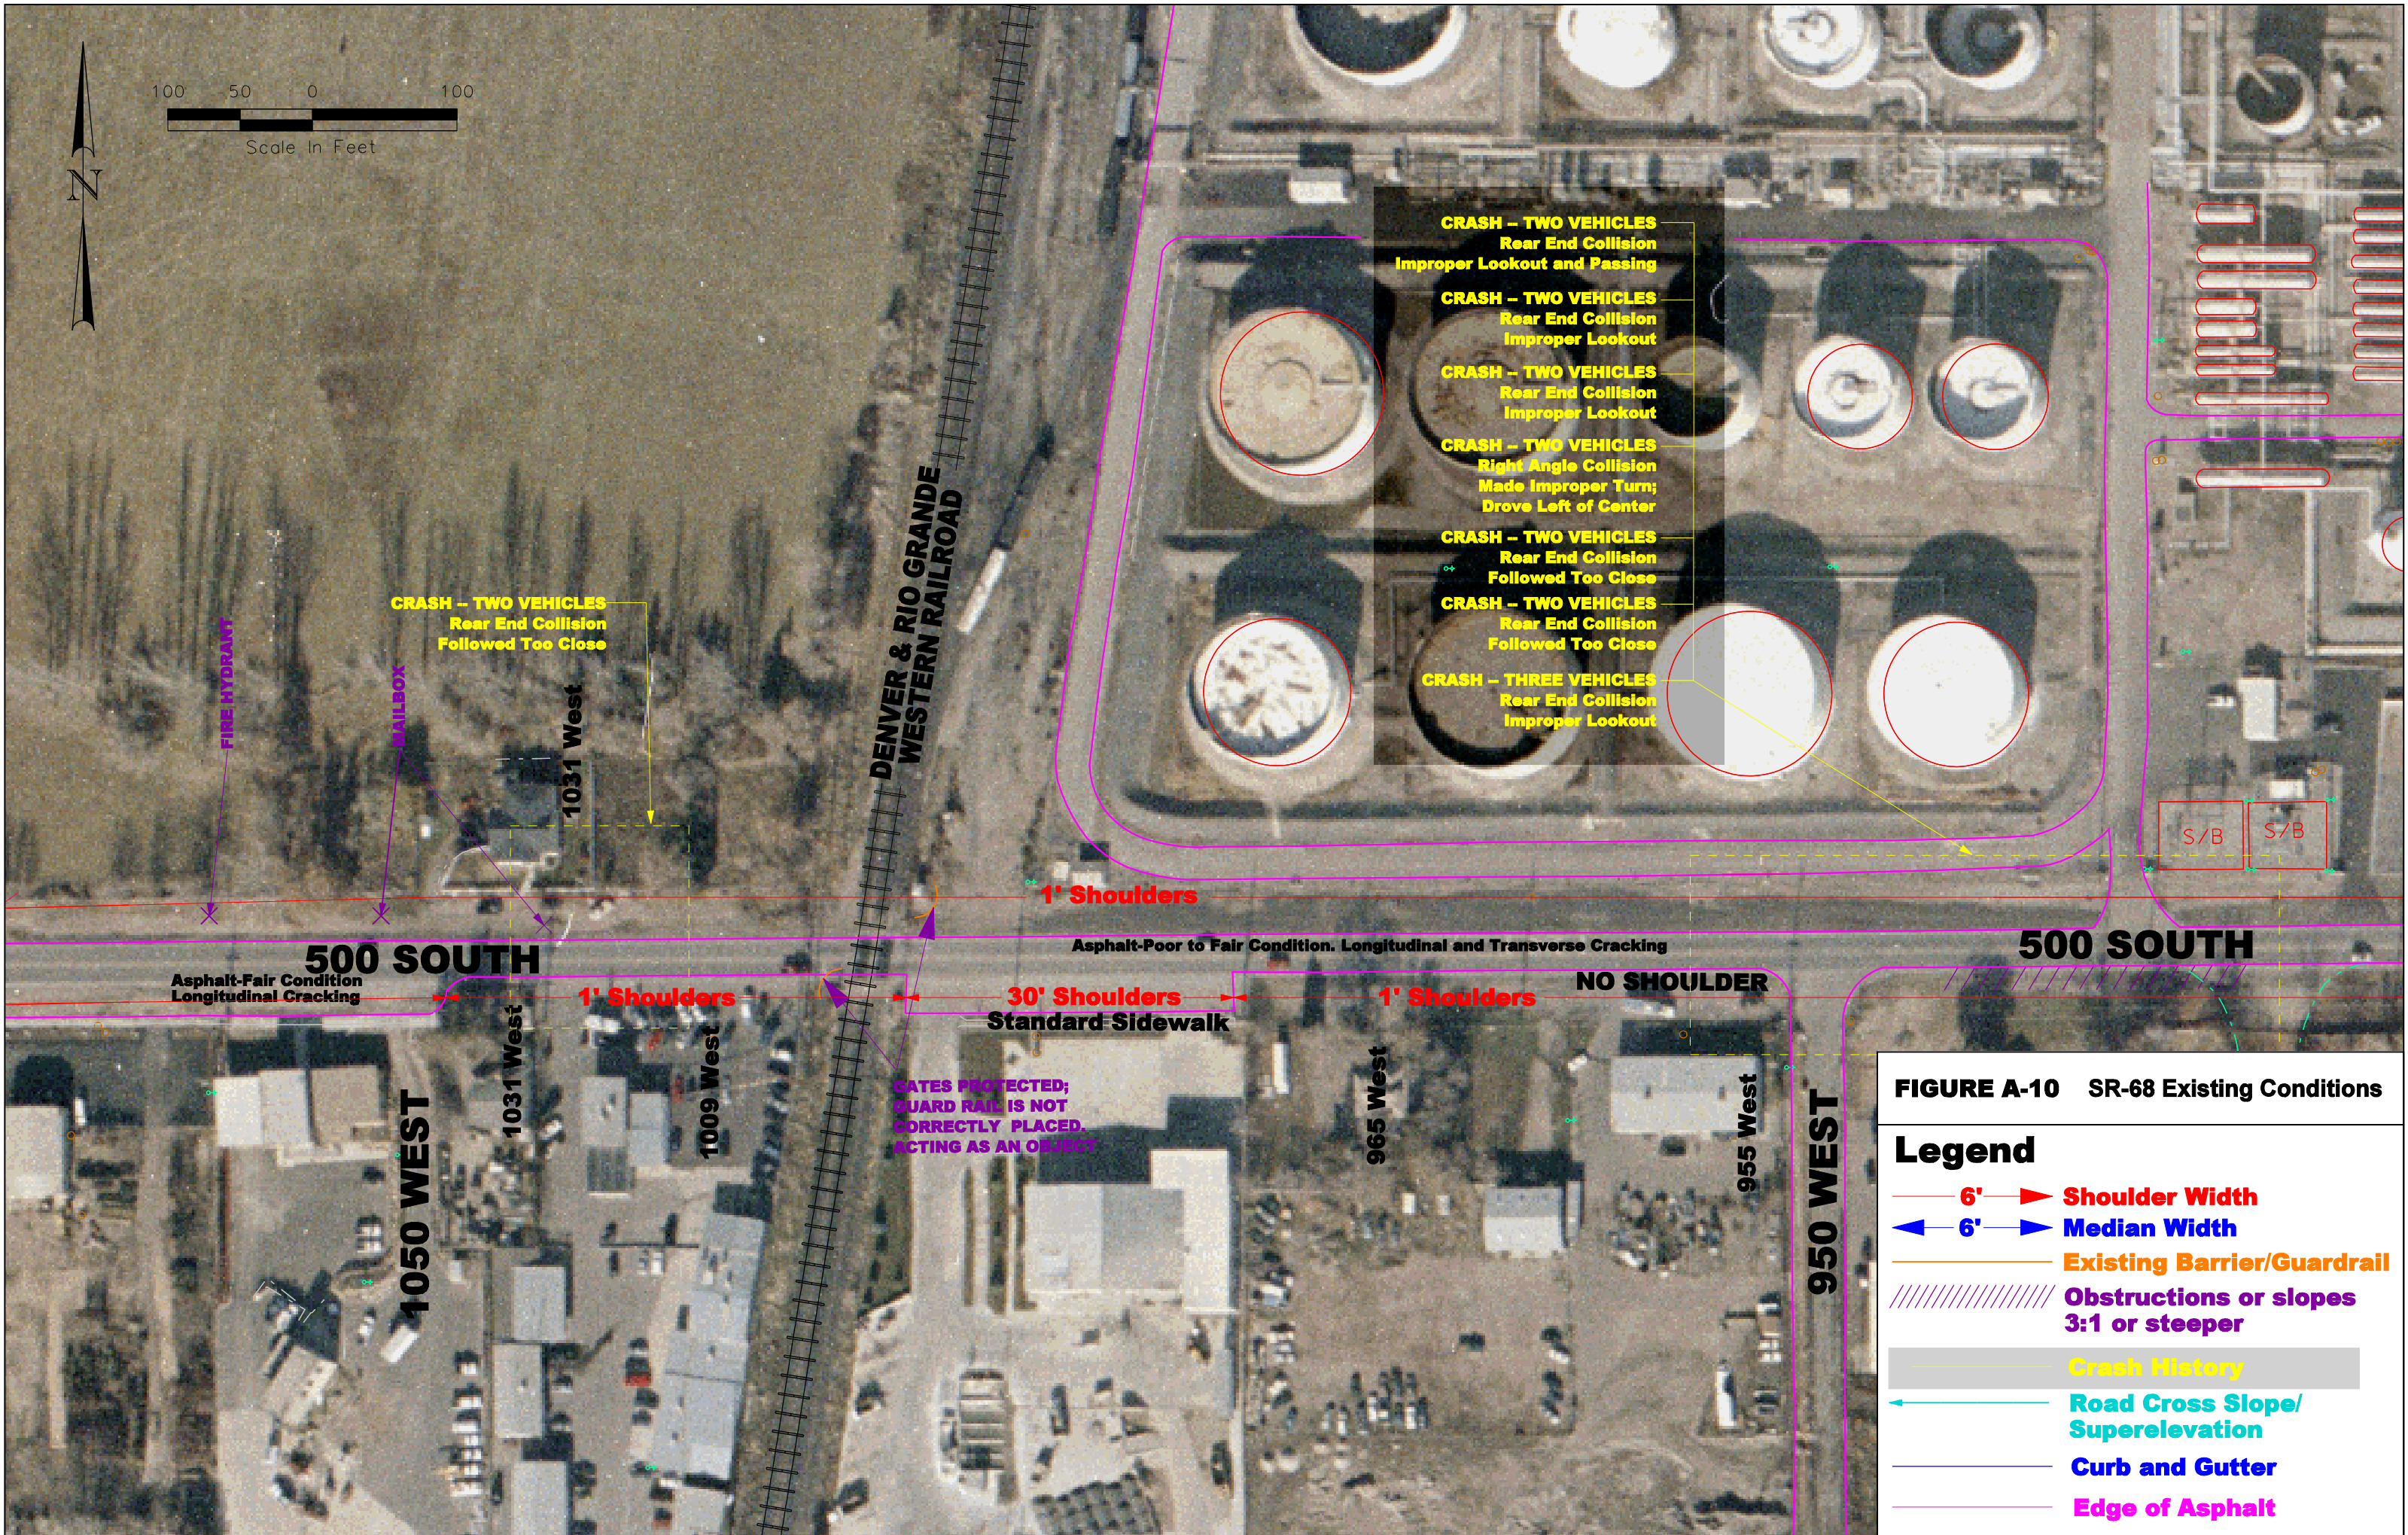 100 50 0 100
Scale In Feet
N
CRASH -- TWO VEHICLES
Rear End Collision
Improper Lookout and Passing
CRASH -- TWO VEHICLES
Rear End Collision
Improper Lookout
CRASH -- TWO VEHICLES
Rear End Collision
Improper Lookout
CRASH -- TWO VEHICLES
Right Angle Collision
Made Improper Turn;
Drove Left of Center
CRASH -- TWO VEHICLES
Rear End Collision
Followed Too Close
CRASH -- TWO VEHICLES
Rear End Collision
Followed Too Close
CRASH -- THREE VEHICLES
Rear End Collision
Improper Lookout
CRASH -- TWO VEHICLES
Rear End Collision
Followed Too Close
FIRE HYDRANT
MAILBOX
1031 West
DENVER & RIO GRANDE
WESTERN RAILROAD
S/B
S/B
1' Shoulders
500 SOUTH
Asphalt-Poor to Fair Condition. Longitudinal and Transverse Cracking
500 SOUTH
Asphalt-Fair Condition
Longitudinal Cracking
1' Shoulders
30' Shoulders
1' Shoulders
NO SHOULDER
Standard Sidewalk
1050 WEST
1031 West
1009 West
GATES PROTECTED;
GUARD RAIL IS NOT
CORRECTLY PLACED.
ACTING AS AN OBJECT
965 West
955 West
950 WEST
FIGURE A-10 SR-68 Existing Conditions
Legend
6' Shoulder Width
6' Median Width
Existing Barrier/Guardrail
Obstructions or slopes
3:1 or steeper
Crash History
Road Cross Slope/
Superelevation
Curb and Gutter
Edge of Asphalt